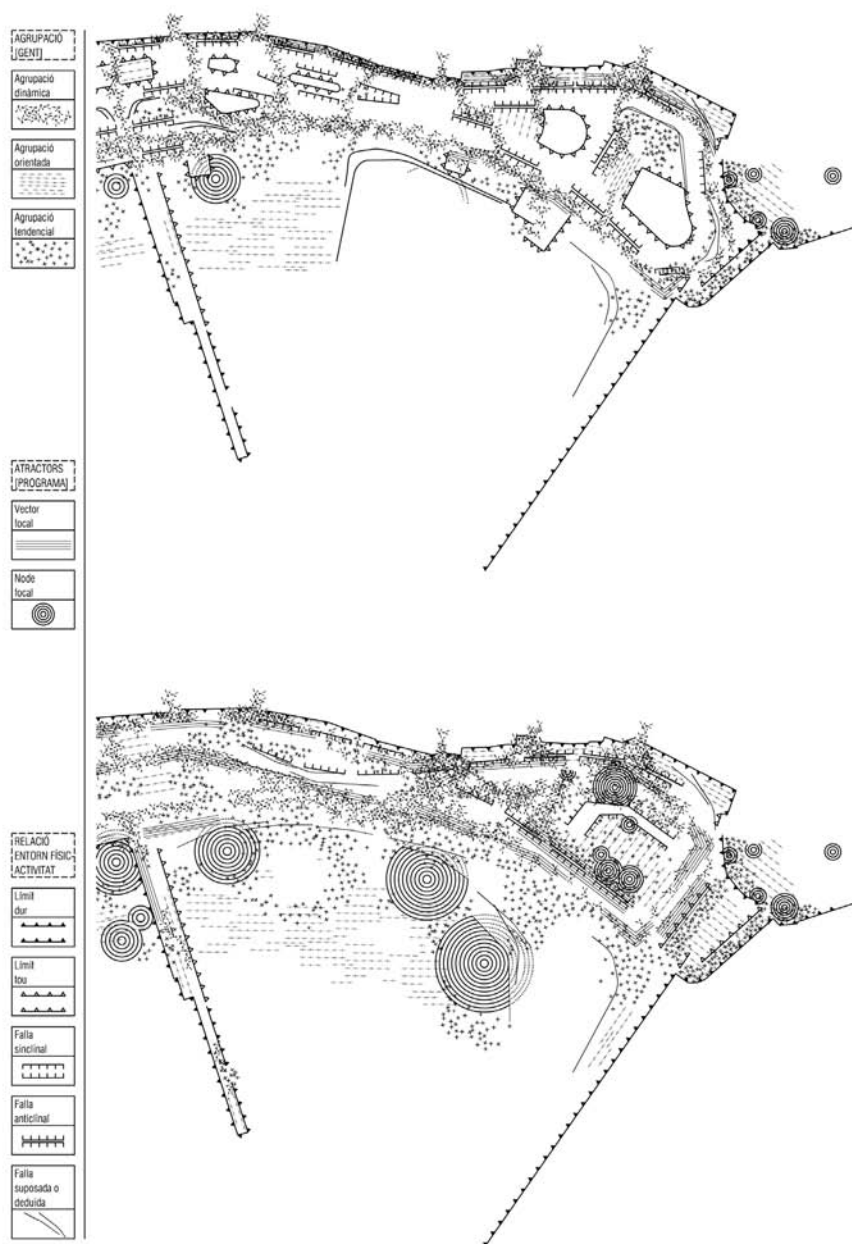 AGRUPACIÓ
[GENT]
Agrupació
dinàmica
Agrupació
orientada
Agrupació
tendencial
ATRACTORS
[PROGRAMA]
Vector
focal
Node
focal
RELACIÓ
ENTORN FÍSIC-
ACTIVITAT
Límit
dur
Límit
tou
Falla
sinclinal
Falla
anticlinal
Falla
suposada o
deduïda